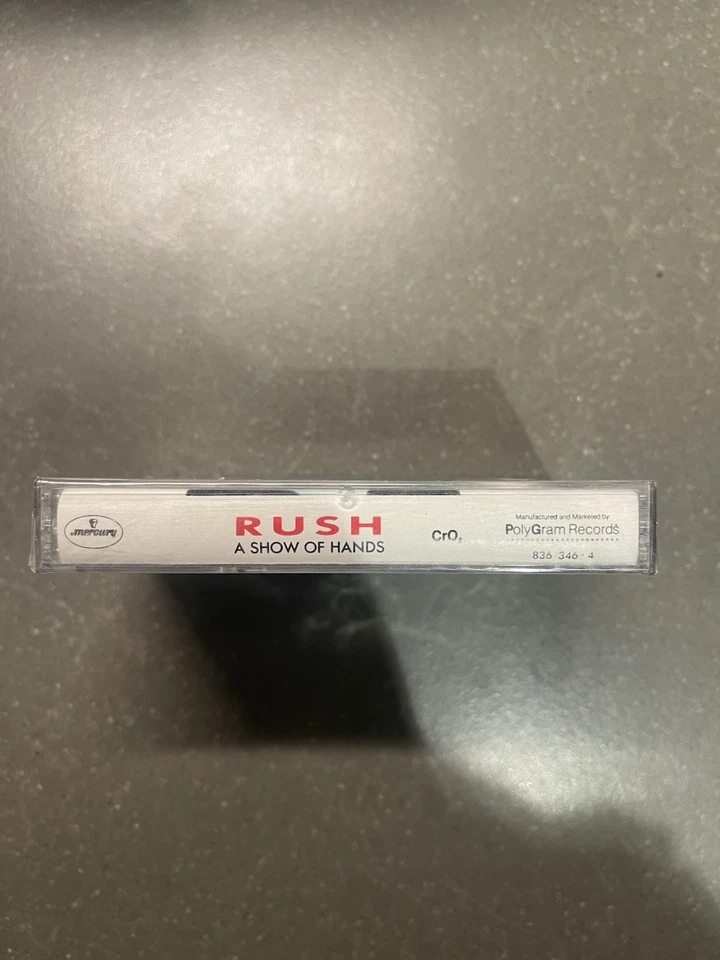 mercury
RUSH
A SHOW OF HANDS
CrO₂
Manufactured and Marketed by
PolyGram Records
836 346-4